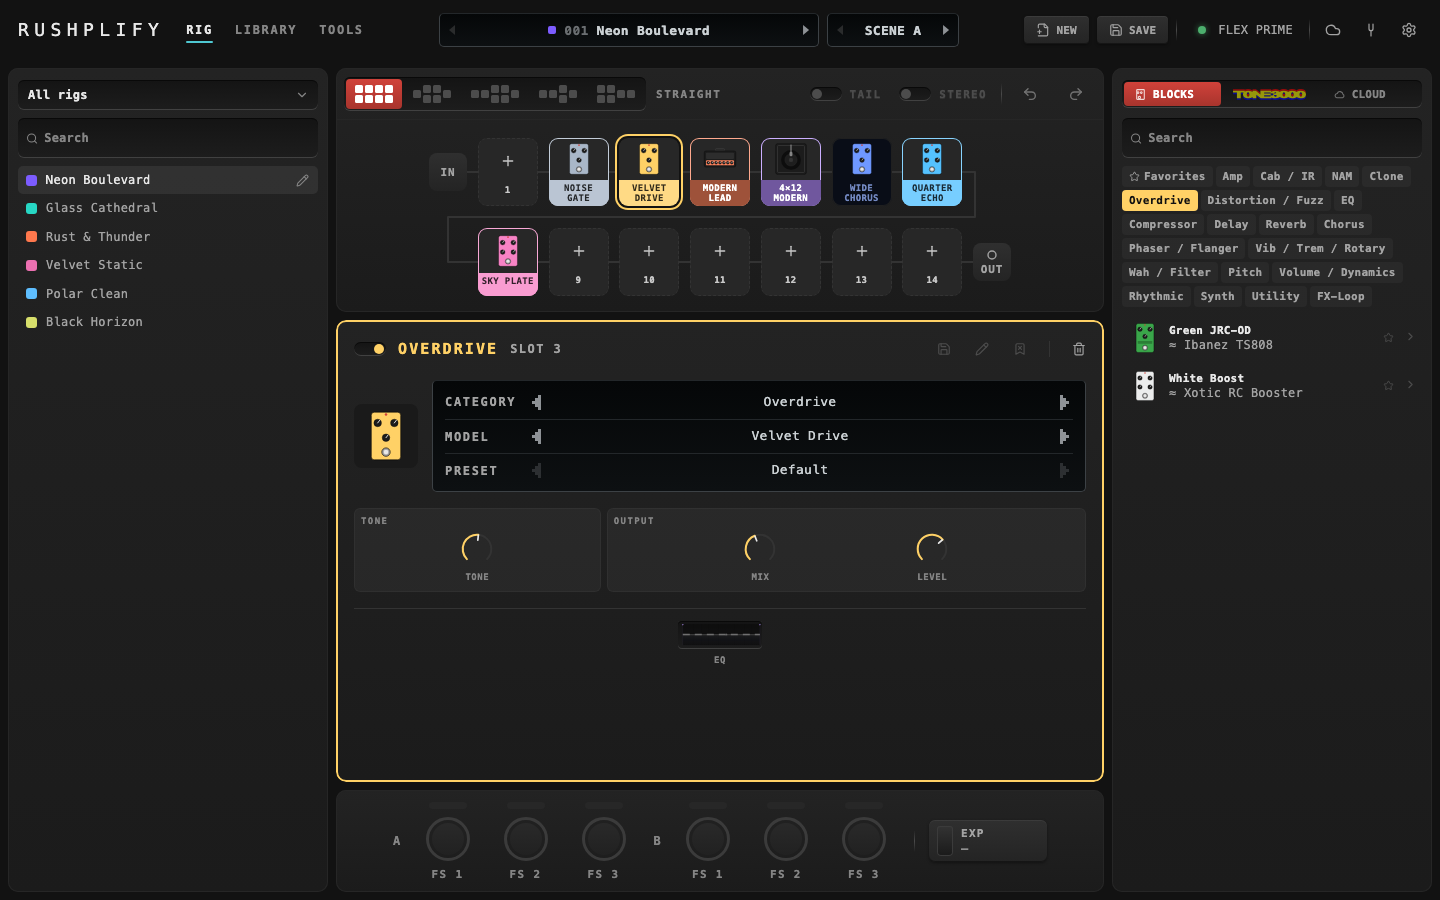 RUSHPLIFY
RIG
LIBRARY
TOOLS
001 Neon Boulevard
SCENE A
NEW
SAVE
FLEX PRIME
All rigs
Search
Neon Boulevard
Glass Cathedral
Rust & Thunder
Velvet Static
Polar Clean
Black Horizon
STRAIGHT
TAIL
STEREO
IN
1
NOISE
GATE
VELVET
DRIVE
MODERN
LEAD
4×12
MODERN
WIDE
CHORUS
QUARTER
ECHO
SKY PLATE
9
10
11
12
13
14
OUT
OVERDRIVE
SLOT 3
CATEGORY
Overdrive
MODEL
Velvet Drive
PRESET
Default
TONE
TONE
OUTPUT
MIX
LEVEL
EQ
A
FS 1
FS 2
FS 3
B
FS 1
FS 2
FS 3
EXP
—
BLOCKS
TONE3000
CLOUD
Search
Favorites
Amp
Cab / IR
NAM
Clone
Overdrive
Distortion / Fuzz
EQ
Compressor
Delay
Reverb
Chorus
Phaser / Flanger
Vib / Trem / Rotary
Wah / Filter
Pitch
Volume / Dynamics
Rhythmic
Synth
Utility
FX-Loop
Green JRC-OD
≈ Ibanez TS808
White Boost
≈ Xotic RC Booster